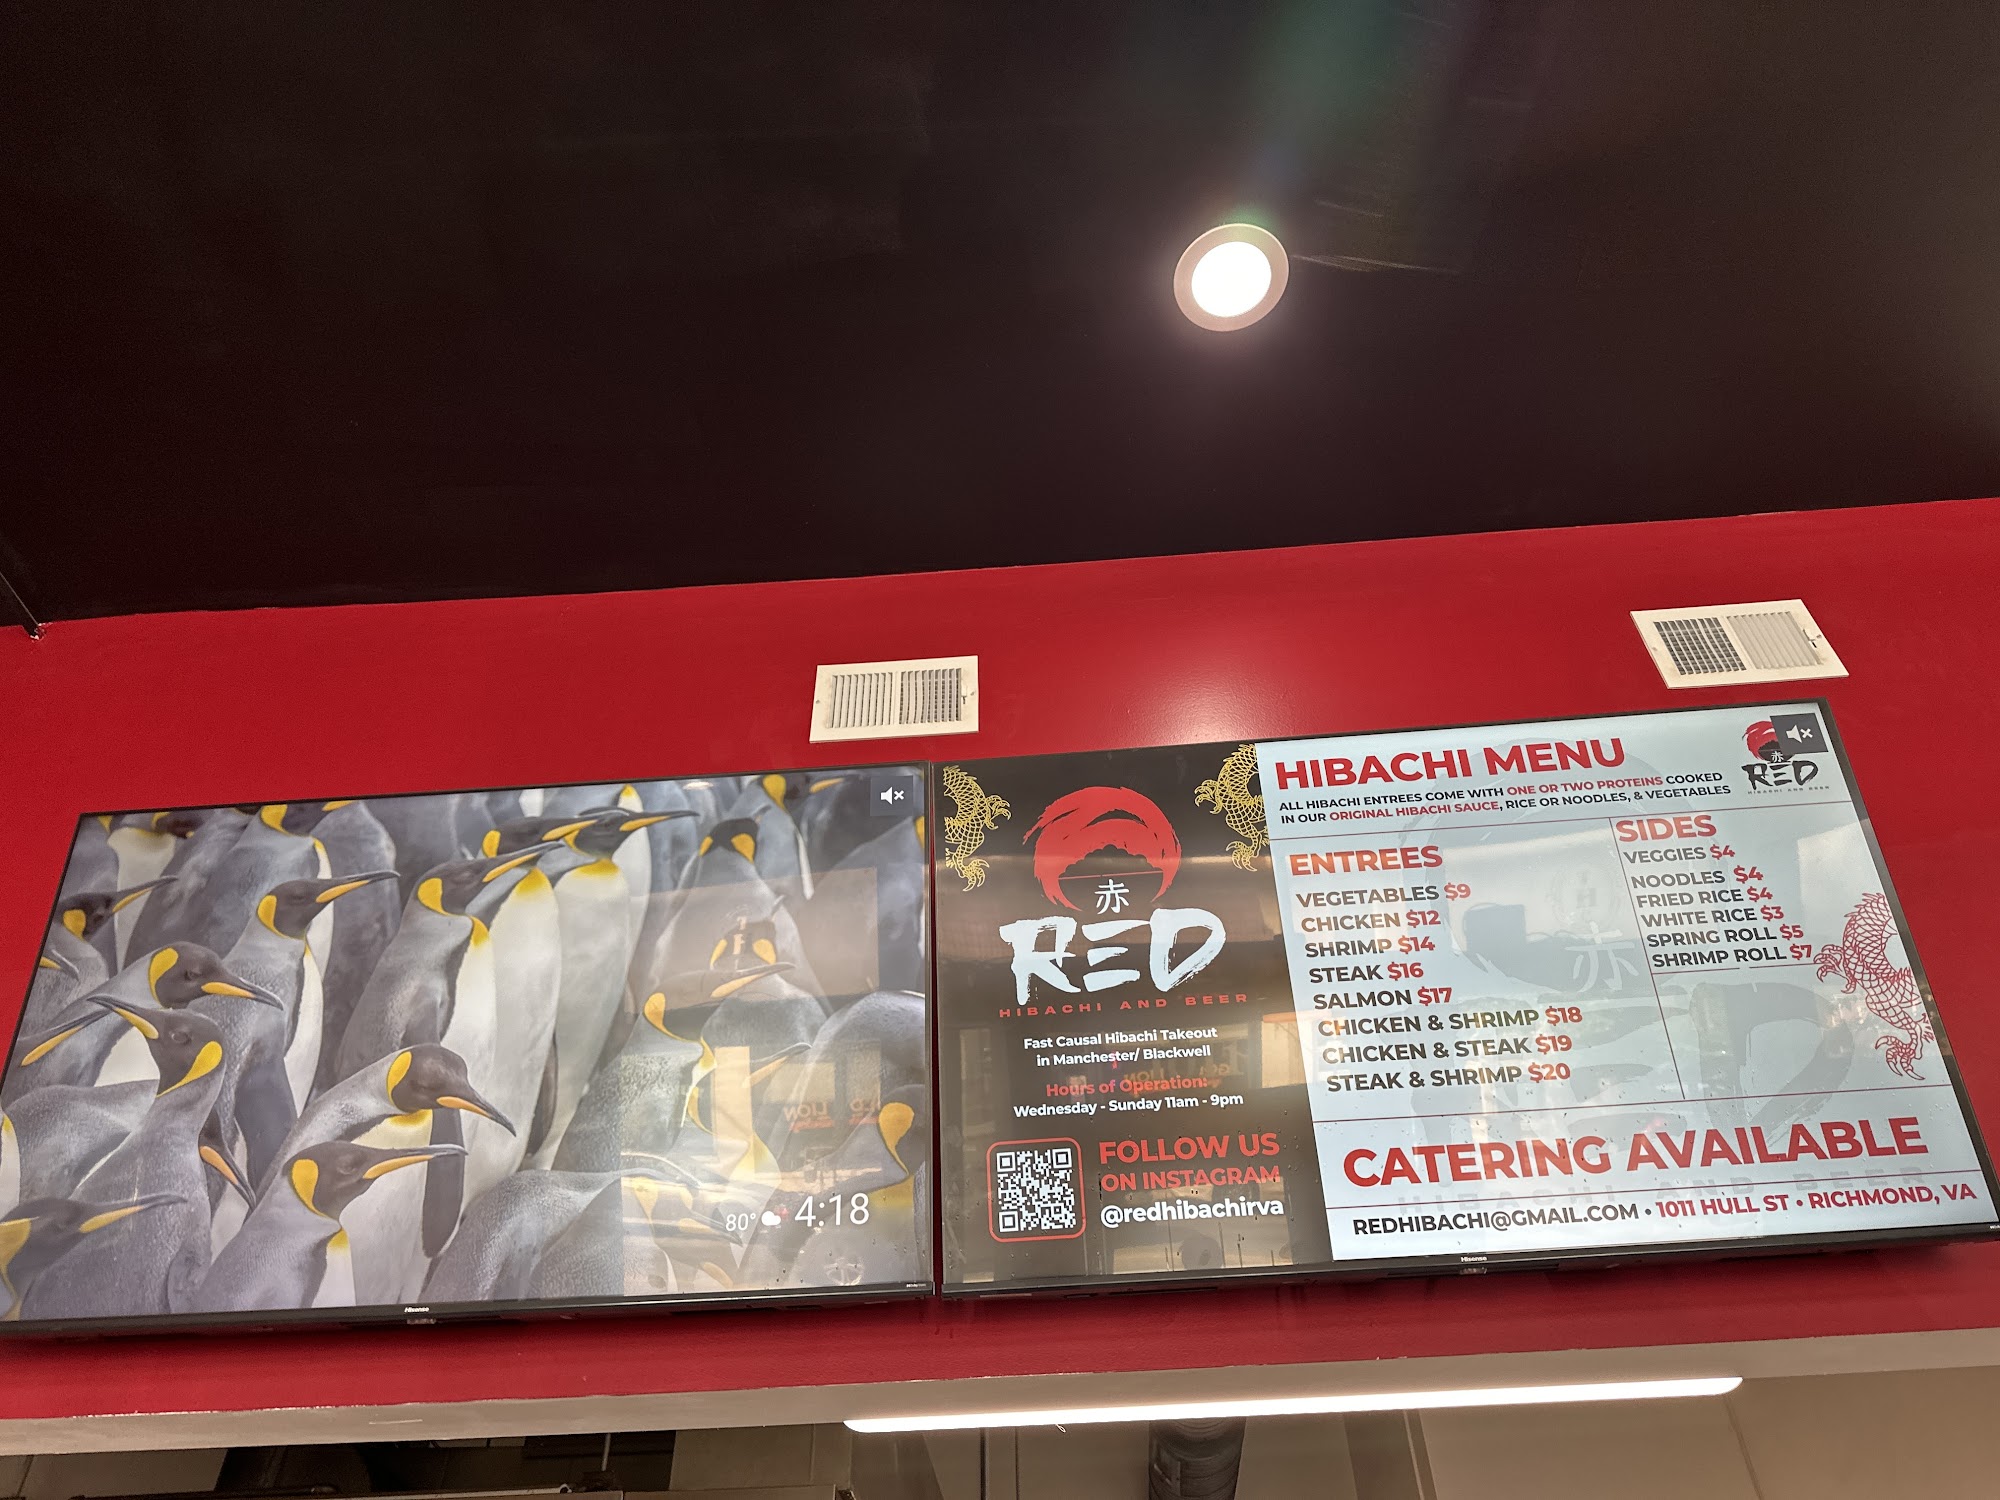 80° 4:18
Hisense
赤
RED
HIBACHI AND BEER
Fast Causal Hibachi Takeout
in Manchester/ Blackwell
Hours of Operation:
Wednesday - Sunday 11am - 9pm
FOLLOW US
ON INSTAGRAM
@redhibachirva
HIBACHI MENU
ALL HIBACHI ENTREES COME WITH ONE OR TWO PROTEINS COOKED
IN OUR ORIGINAL HIBACHI SAUCE, RICE OR NOODLES, & VEGETABLES
赤
RED
HIBACHI AND BEER
ENTREES
VEGETABLES $9
CHICKEN $12
SHRIMP $14
STEAK $16
SALMON $17
CHICKEN & SHRIMP $18
CHICKEN & STEAK $19
STEAK & SHRIMP $20
SIDES
VEGGIES $4
NOODLES $4
FRIED RICE $4
WHITE RICE $3
SPRING ROLL $5
SHRIMP ROLL $7
CATERING AVAILABLE
REDHIBACHI@GMAIL.COM • 1011 HULL ST • RICHMOND, VA
Hisense